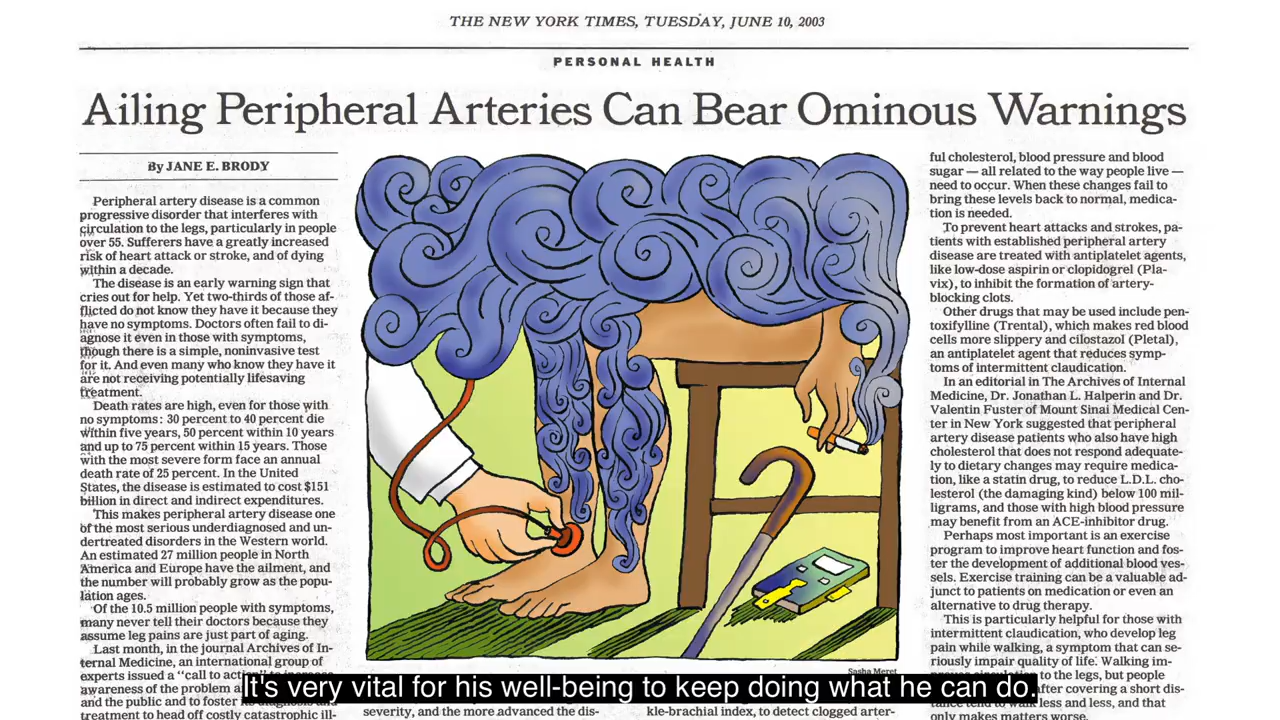 THE NEW YORK TIMES, TUESDAY, JUNE 10, 2003
PERSONAL HEALTH
Ailing Peripheral Arteries Can Bear Ominous Warnings
By JANE E. BRODY
Peripheral artery disease is a common
progressive disorder that interferes with
circulation to the legs, particularly in people
over 55. Sufferers have a greatly increased
risk of heart attack or stroke, and of dying
within a decade.
The disease is an early warning sign that
cries out for help. Yet two-thirds of those af-
flicted do not know they have it because they
have no symptoms. Doctors often fail to di-
agnose it even in those with symptoms,
though there is a simple, noninvasive test
for it. And even many who know they have it
are not receiving potentially lifesaving
treatment.
Death rates are high, even for those with
no symptoms: 30 percent to 40 percent die
within five years, 50 percent within 10 years
and up to 75 percent within 15 years. Those
with the most severe form face an annual
death rate of 25 percent. In the United
States, the disease is estimated to cost $151
billion in direct and indirect expenditures.
This makes peripheral artery disease one
of the most serious underdiagnosed and un-
dertreated disorders in the Western world.
An estimated 27 million people in North
America and Europe have the ailment, and
the number will probably grow as the popu-
lation ages.
Of the 10.5 million people with symptoms,
many never tell their doctors because they
assume leg pains are just part of aging.
Last month, in the journal Archives of In-
ternal Medicine, an international group of
experts issued a "call to
awareness of the problem
and the public and to foster
treatment to head off costly catastrophic ill-
Sasha Meret
severity, and the more advanced the dis-
kle-brachial index, to detect clogged arter-
ful cholesterol, blood pressure and blood
sugar — all related to the way people live —
need to occur. When these changes fail to
bring these levels back to normal, medica-
tion is needed.
To prevent heart attacks and strokes, pa-
tients with established peripheral artery
disease are treated with antiplatelet agents,
like low-dose aspirin or clopidogrel (Pla-
vix), to inhibit the formation of artery-
blocking clots.
Other drugs that may be used include pen-
toxifylline (Trental), which makes red blood
cells more slippery and cilostazol (Pletal),
an antiplatelet agent that reduces symp-
toms of intermittent claudication.
In an editorial in The Archives of Internal
Medicine, Dr. Jonathan L. Halperin and Dr.
Valentin Fuster of Mount Sinai Medical Cen-
ter in New York suggested that peripheral
artery disease patients who also have high
cholesterol that does not respond adequate-
ly to dietary changes may require medica-
tion, like a statin drug, to reduce L.D.L. cho-
lesterol (the damaging kind) below 100 mil-
ligrams, and those with high blood pressure
may benefit from an ACE-inhibitor drug.
Perhaps most important is an exercise
program to improve heart function and fos-
ter the development of additional blood ves-
sels. Exercise training can be a valuable ad-
junct to patients on medication or even an
alternative to drug therapy.
This is particularly helpful for those with
intermittent claudication, who develop leg
pain while walking, a symptom that can se-
riously impair quality of life. Walking im-
to the legs, but people
after covering a short dis-
less and less, and that
only makes matters worse.
It's very vital for his well-being to keep doing what he can do.